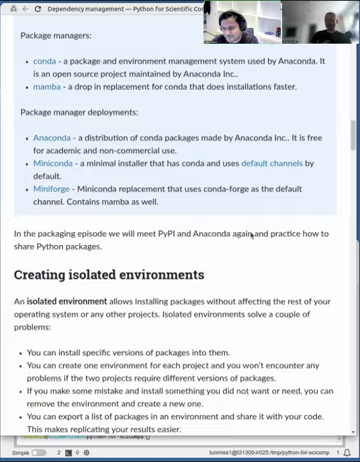 Dependency management — Python for Scientific Co
Package managers:
• conda - a package and environment management system used by Anaconda. It
is an open source project maintained by Anaconda Inc..
• mamba - a drop in replacement for conda that does installations faster.
Package manager deployments:
• Anaconda - a distribution of conda packages made by Anaconda Inc.. It is free
for academic and non-commercial use.
• Miniconda - a minimal installer that has conda and uses default channels by
default.
• Miniforge - Miniconda replacement that uses conda-forge as the default
channel. Contains mamba as well.
In the packaging episode we will meet PyPI and Anaconda again and practice how to
share Python packages.
Creating isolated environments
An isolated environment allows installing packages without affecting the rest of your
operating system or any other projects. Isolated environments solve a couple of
problems:
• You can install specific versions of packages into them.
• You can create one environment for each project and you won't encounter any
problems if the two projects require different versions of packages.
• If you make some mistake and install something you did not want or need, you can
remove the environment and create a new one.
• You can export a list of packages in an environment and share it with your code.
This makes replicating your results easier.
Simple